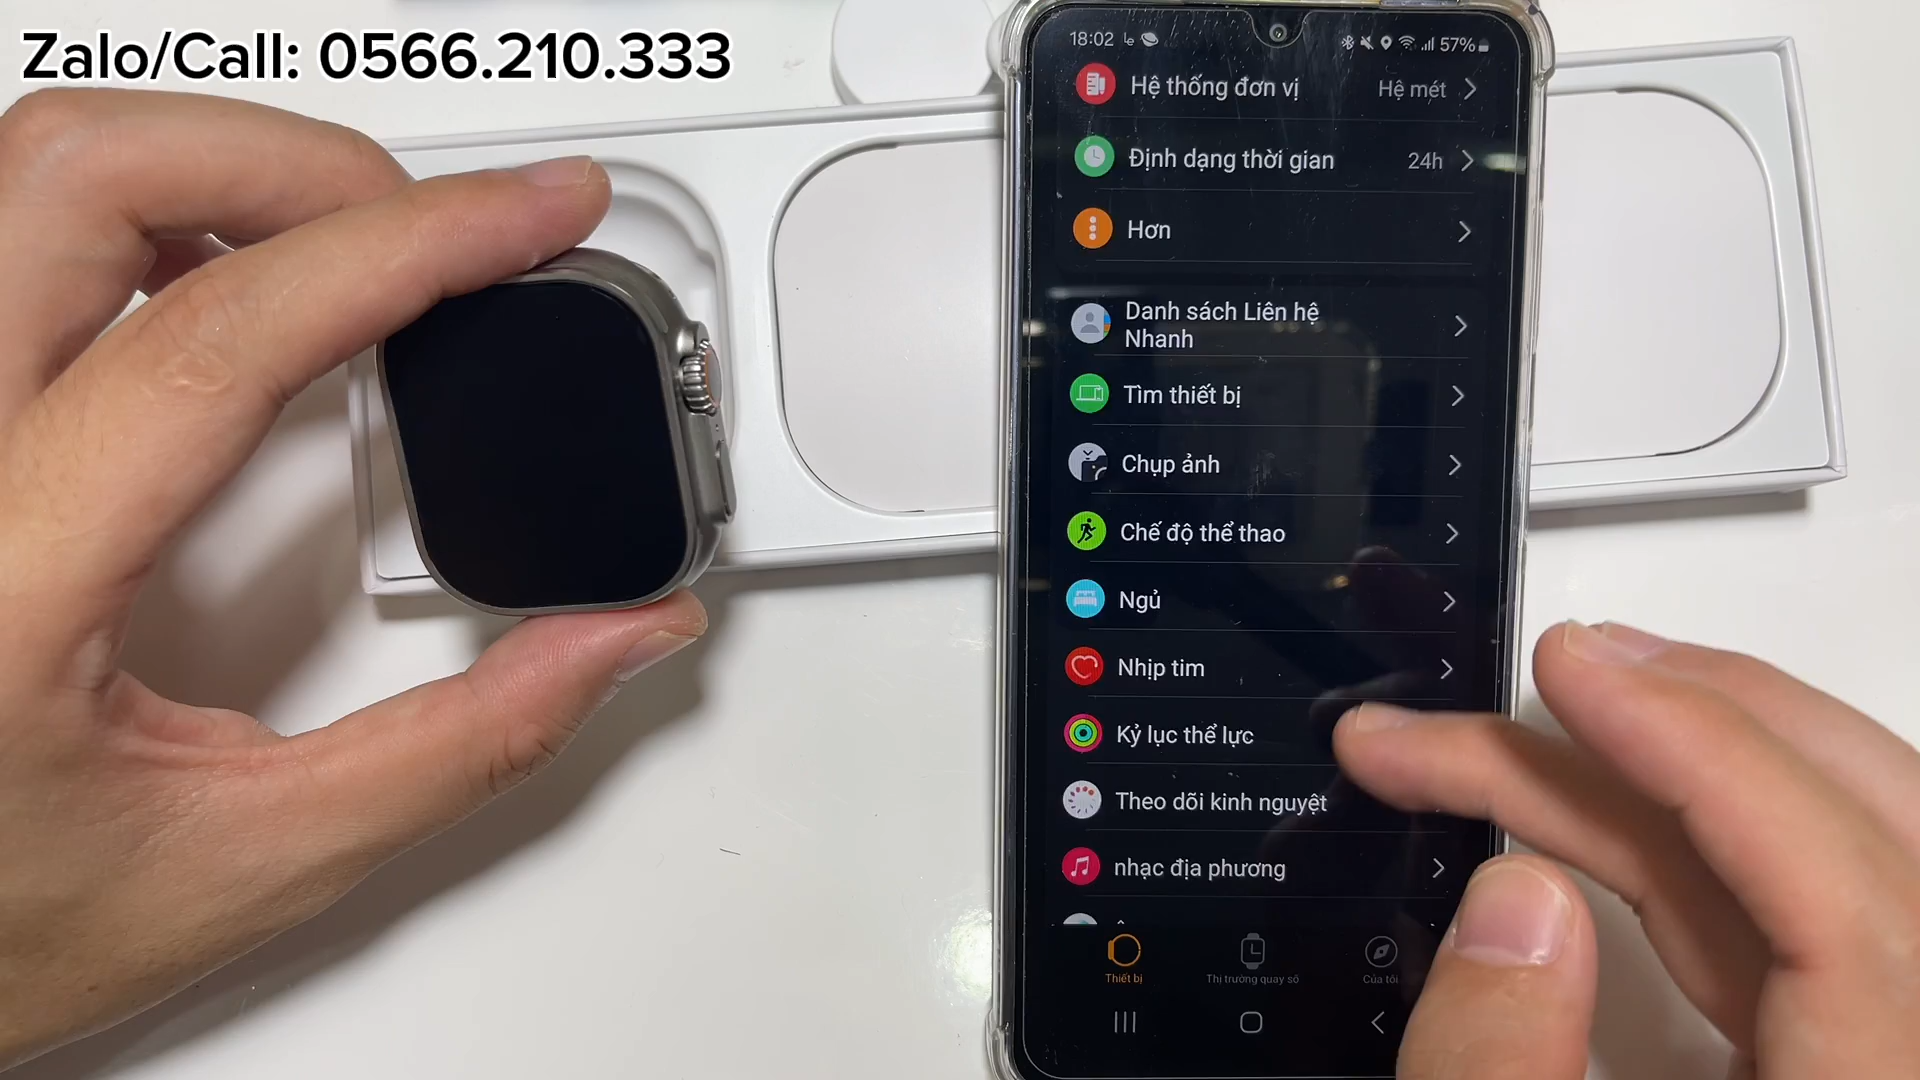 Zalo/Call: 0566.210.333
18:02
57%
Hệ thống đơn vị
Hệ mét
Định dạng thời gian
24h
Hơn
Danh sách Liên hệ
Nhanh
Tìm thiết bị
Chụp ảnh
Chế độ thể thao
Ngủ
Nhịp tim
Kỷ lục thể lực
Theo dõi kinh nguyệt
nhạc địa phương
Thiết bị
Thị trường quay số
Của tôi